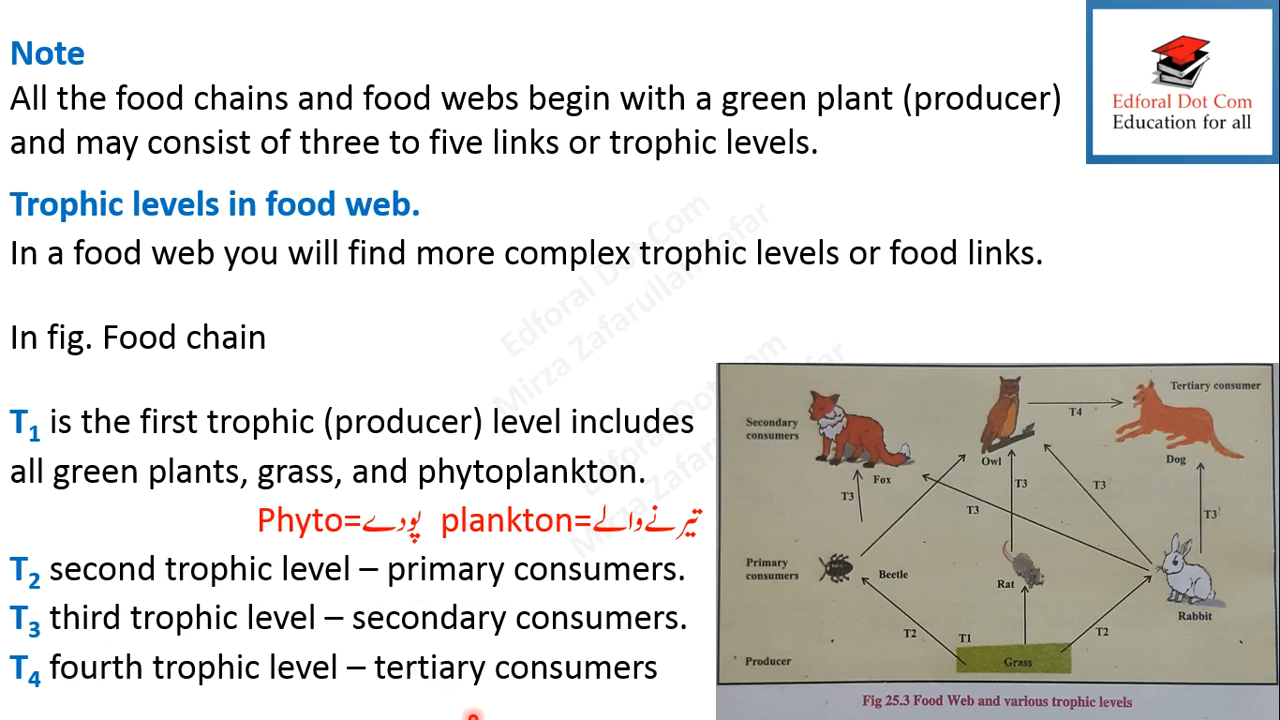 Note
All the food chains and food webs begin with a green plant (producer)
and may consist of three to five links or trophic levels.
Edforal Dot Com
Education for all
Trophic levels in food web.
In a food web you will find more complex trophic levels or food links.
In fig. Food chain
T1 is the first trophic (producer) level includes
all green plants, grass, and phytoplankton.
Phyto=پودے plankton=تیرنے والے
T2 second trophic level – primary consumers.
T3 third trophic level – secondary consumers.
T4 fourth trophic level – tertiary consumers
Edforal Dot Com
Mirza Zafarullah Zafar
Tertiary consumer
T4
Secondary
consumers
Owl
Dog
Fox
T3
T3
T3
T3
T3
Primary
consumers
Beetle
Rat
Rabbit
T2
T1
T2
Producer
Grass
Fig 25.3 Food Web and various trophic levels